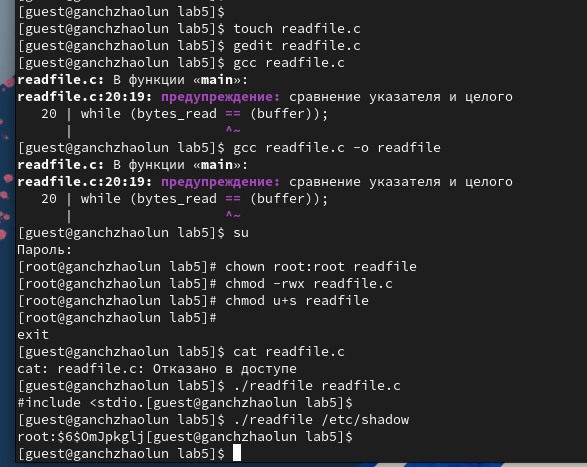 [guest@ganchzhaolun lab5]$
[guest@ganchzhaolun lab5]$ touch readfile.c
[guest@ganchzhaolun lab5]$ gedit readfile.c
[guest@ganchzhaolun lab5]$ gcc readfile.c
readfile.c: В функции «main»:
readfile.c:20:19: предупреждение: сравнение указателя и целого
   20 | while (bytes_read == (buffer));
      |                   ^~
[guest@ganchzhaolun lab5]$ gcc readfile.c -o readfile
readfile.c: В функции «main»:
readfile.c:20:19: предупреждение: сравнение указателя и целого
   20 | while (bytes_read == (buffer));
      |                   ^~
[guest@ganchzhaolun lab5]$ su
Пароль:
[root@ganchzhaolun lab5]# chown root:root readfile
[root@ganchzhaolun lab5]# chmod -rwx readfile.c
[root@ganchzhaolun lab5]# chmod u+s readfile
[root@ganchzhaolun lab5]#
exit
[guest@ganchzhaolun lab5]$ cat readfile.c
cat: readfile.c: Отказано в доступе
[guest@ganchzhaolun lab5]$ ./readfile readfile.c
#include <stdio.[guest@ganchzhaolun lab5]$
[guest@ganchzhaolun lab5]$ ./readfile /etc/shadow
root:$6$OmJpkglj[guest@ganchzhaolun lab5]$
[guest@ganchzhaolun lab5]$